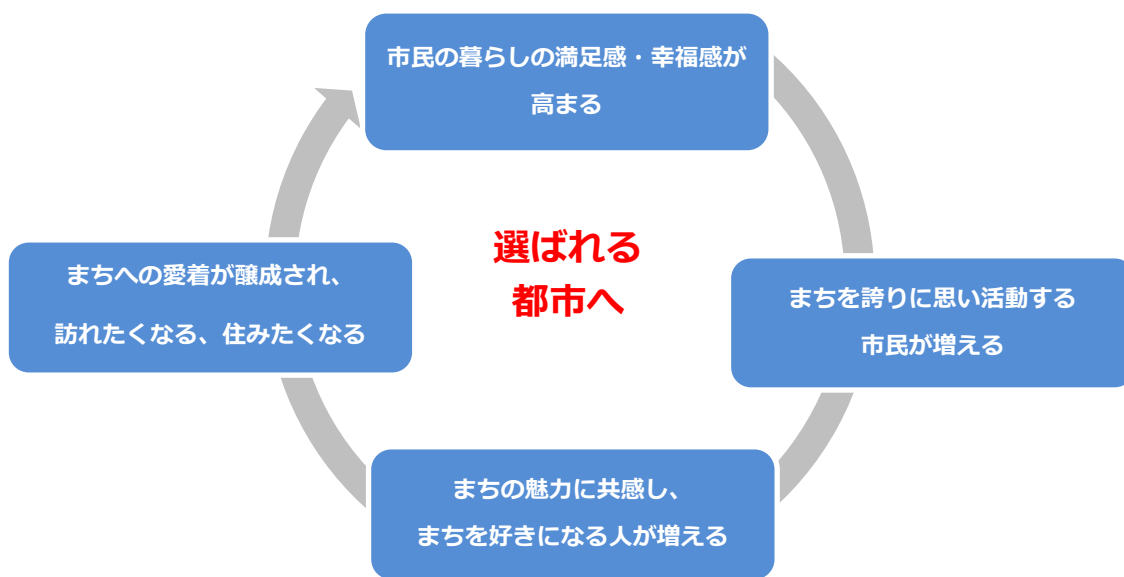 市民の暮らしの満足感・幸福感が
高まる
選ばれる
都市へ
まちへの愛着が醸成され、
訪れたくなる、住みたくなる
まちを誇りに思い活動する
市民が増える
まちの魅力に共感し、
まちを好きになる人が増える